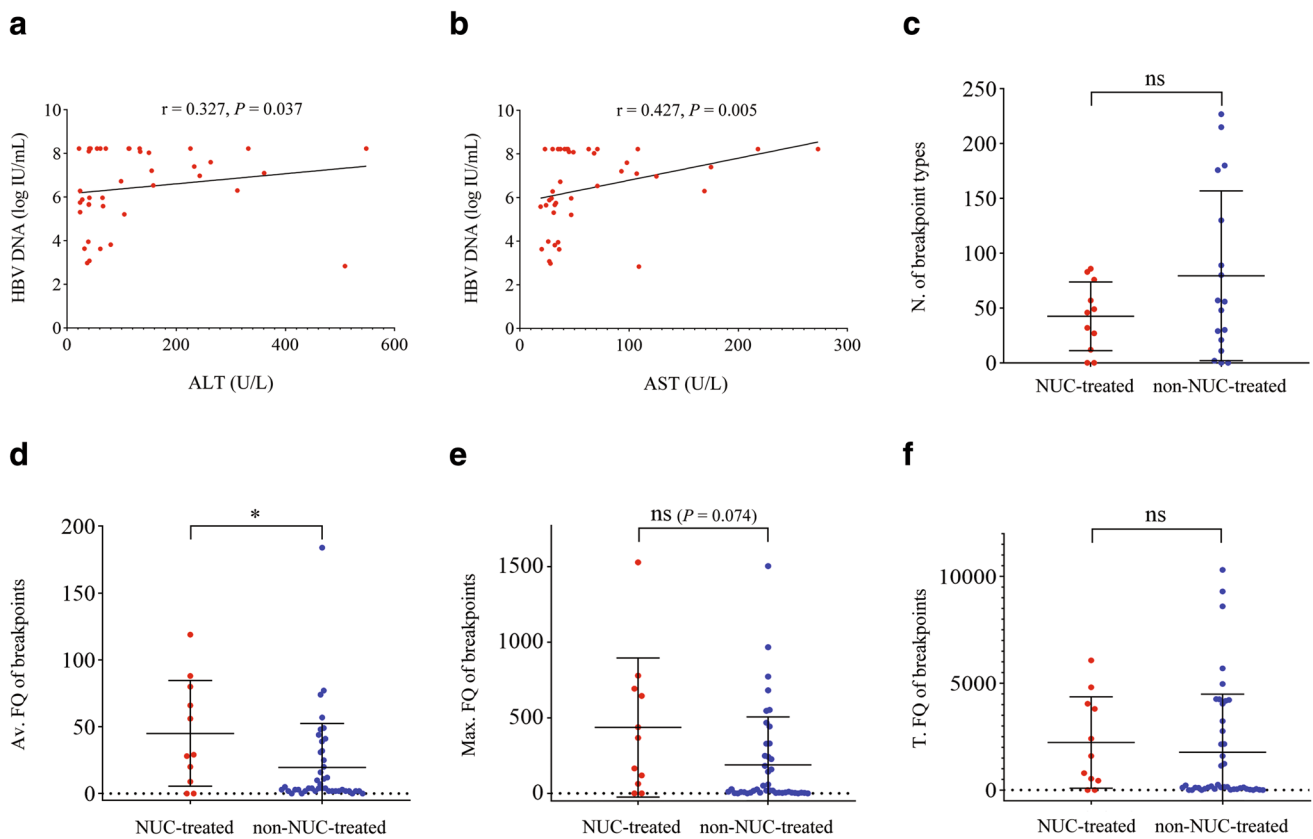 a
r = 0.327, P = 0.037
HBV DNA (log IU/mL)
10
8
6
4
2
0
0 200 400 600
ALT (U/L)
b
r = 0.427, P = 0.005
HBV DNA (log IU/mL)
10
8
6
4
2
0
0 100 200 300
AST (U/L)
c
ns
N. of breakpoint types
250
200
150
100
50
0
NUC-treated non-NUC-treated
d
*
Av. FQ of breakpoints
200
150
100
50
0
NUC-treated non-NUC-treated
e
ns (P = 0.074)
Max. FQ of breakpoints
1500
1000
500
0
NUC-treated non-NUC-treated
f
ns
T. FQ of breakpoints
10000
5000
0
NUC-treated non-NUC-treated